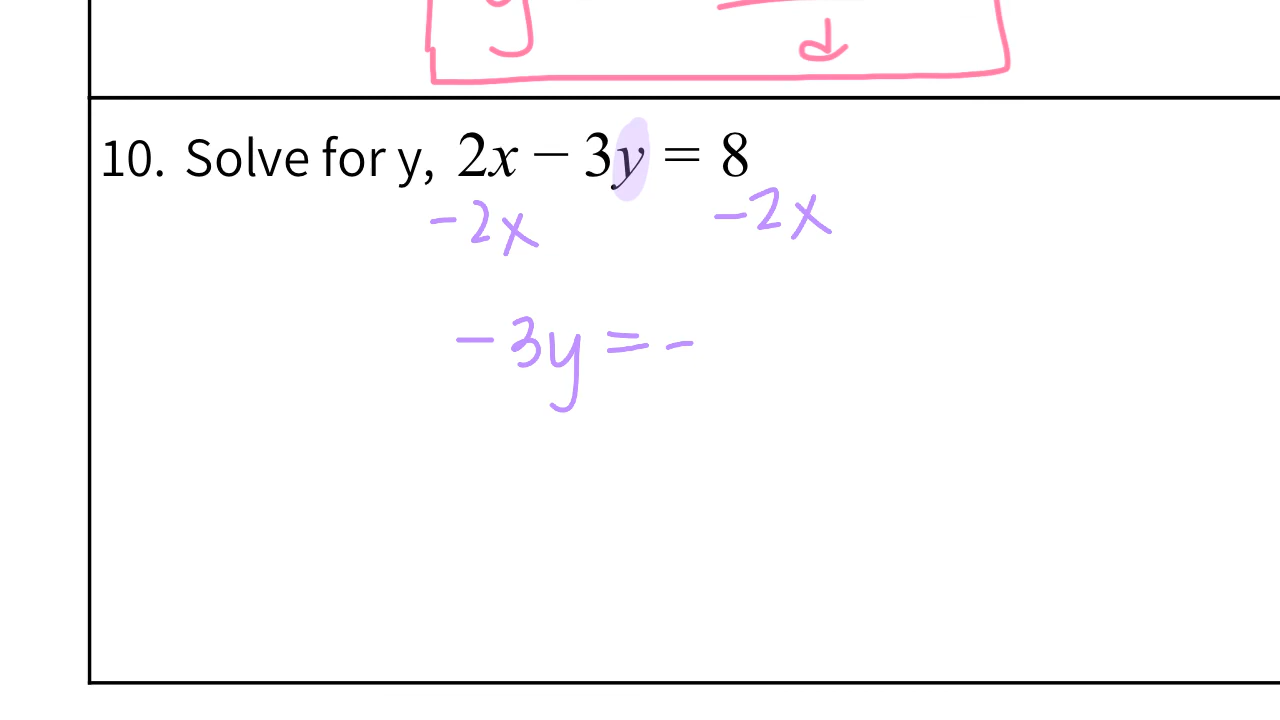 y
d
10. Solve for y, 2x − 3y = 8
-2x -2x
-3y = -